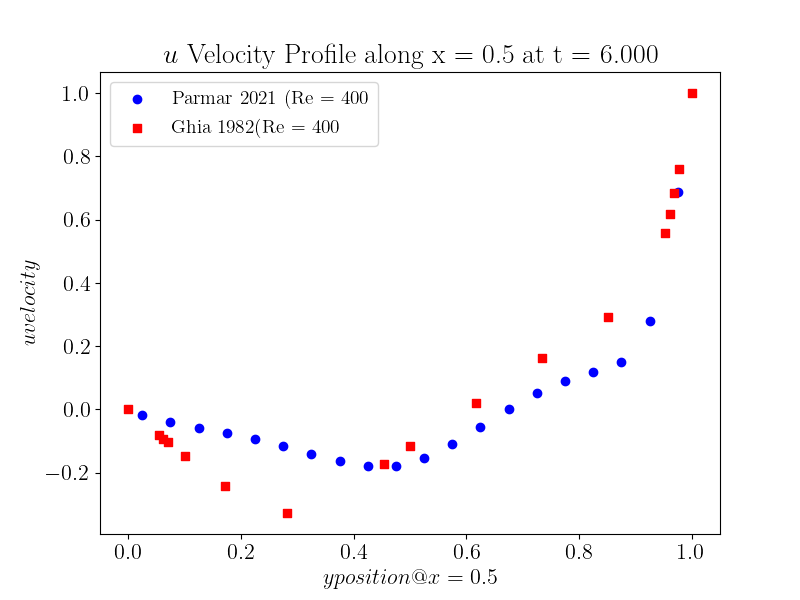 u Velocity Profile along x = 0.5 at t = 6.000
Parmar 2021 (Re = 400
Ghia 1982(Re = 400
1.0
0.8
0.6
0.4
0.2
0.0
−0.2
uvelocity
0.0 0.2 0.4 0.6 0.8 1.0
yposition@x = 0.5